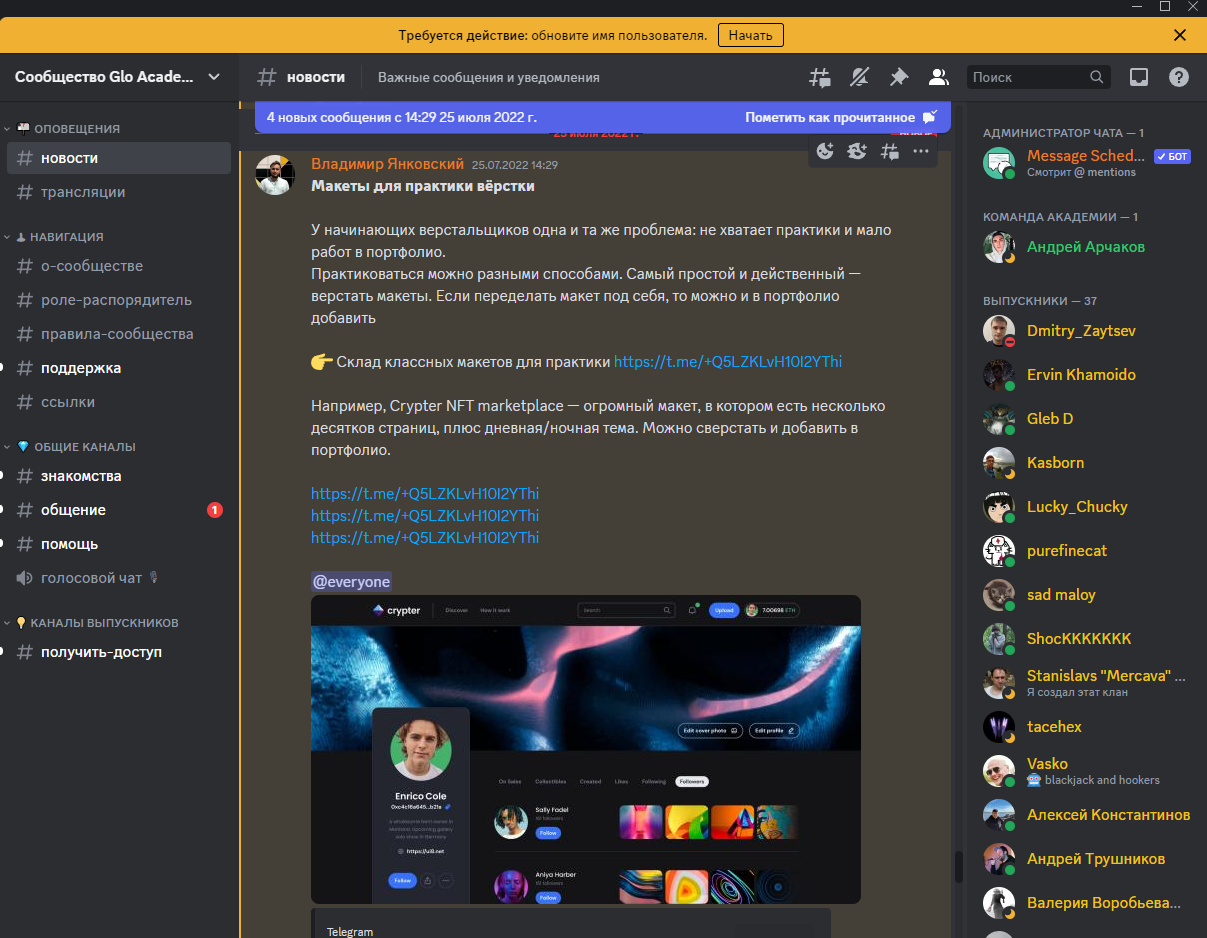 Требуется действие: обновите имя пользователя.
Начать
Сообщество Glo Acade...
новости
Важные сообщения и уведомления
Поиск
4 новых сообщения с 14:29 25 июля 2022 г.
Пометить как прочитанное
ОПОВЕЩЕНИЯ
новости
трансляции
НАВИГАЦИЯ
о-сообществе
роле-распорядитель
правила-сообщества
поддержка
ссылки
ОБЩИЕ КАНАЛЫ
знакомства
общение
1
помощь
голосовой чат
КАНАЛЫ ВЫПУСКНИКОВ
получить-доступ
25 июля 2022 г.
Владимир Янковский 25.07.2022 14:29
Макеты для практики вёрстки
У начинающих верстальщиков одна и та же проблема: не хватает практики и мало
работ в портфолио.
Практиковаться можно разными способами. Самый простой и действенный —
верстать макеты. Если переделать макет под себя, то можно и в портфолио
добавить
👉 Склад классных макетов для практики https://t.me/+Q5LZKLvH10I2YThi
Например, Crypter NFT marketplace — огромный макет, в котором есть несколько
десятков страниц, плюс дневная/ночная тема. Можно сверстать и добавить в
портфолио.
https://t.me/+Q5LZKLvH10I2YThi
https://t.me/+Q5LZKLvH10I2YThi
https://t.me/+Q5LZKLvH10I2YThi
@everyone
crypter
Discover
How it work
Search
Upload
7.00698 ETH
Edit cover photo
Edit profile
Enrico Cole
0xc4c16a645...b21a
https://ui8.net
Follow
On Sales
Collectibles
Created
Likes
Following
Followers
Sally Fadel
Follow
Aniya Harber
Follow
Telegram
АДМИНИСТРАТОР ЧАТА — 1
Message Sched...
БОТ
Смотрит @ mentions
КОМАНДА АКАДЕМИИ — 1
Андрей Арчаков
ВЫПУСКНИКИ — 37
Dmitry_Zaytsev
Ervin Khamoido
Gleb D
Kasborn
Lucky_Chucky
purefinecat
sad maloy
ShocKKKKKKK
Stanislavs "Mercava" ...
Я создал этат клан
tacehex
Vasko
blackjack and hookers
Алексей Константинов
Андрей Трушников
Валерия Воробьева...